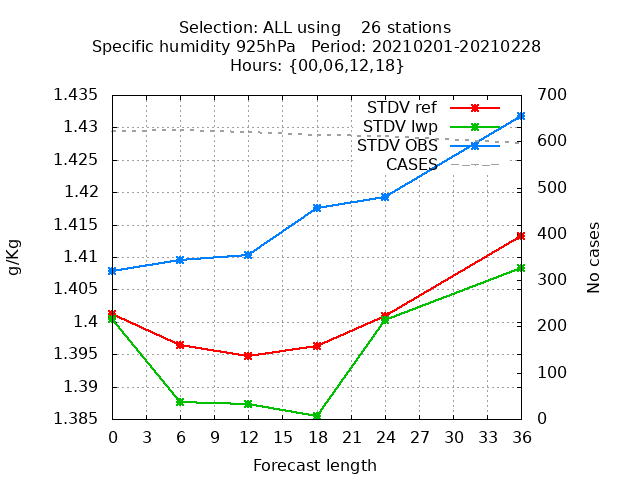 Selection: ALL using    26 stations
Specific humidity 925hPa   Period: 20210201-20210228
Hours: {00,06,12,18}
STDV ref
STDV lwp
STDV OBS
CASES
1.435
1.43
1.425
1.42
1.415
1.41
1.405
1.4
1.395
1.39
1.385
g/Kg
700
600
500
400
300
200
100
0
No cases
0 3 6 9 12 15 18 21 24 27 30 33 36
Forecast length